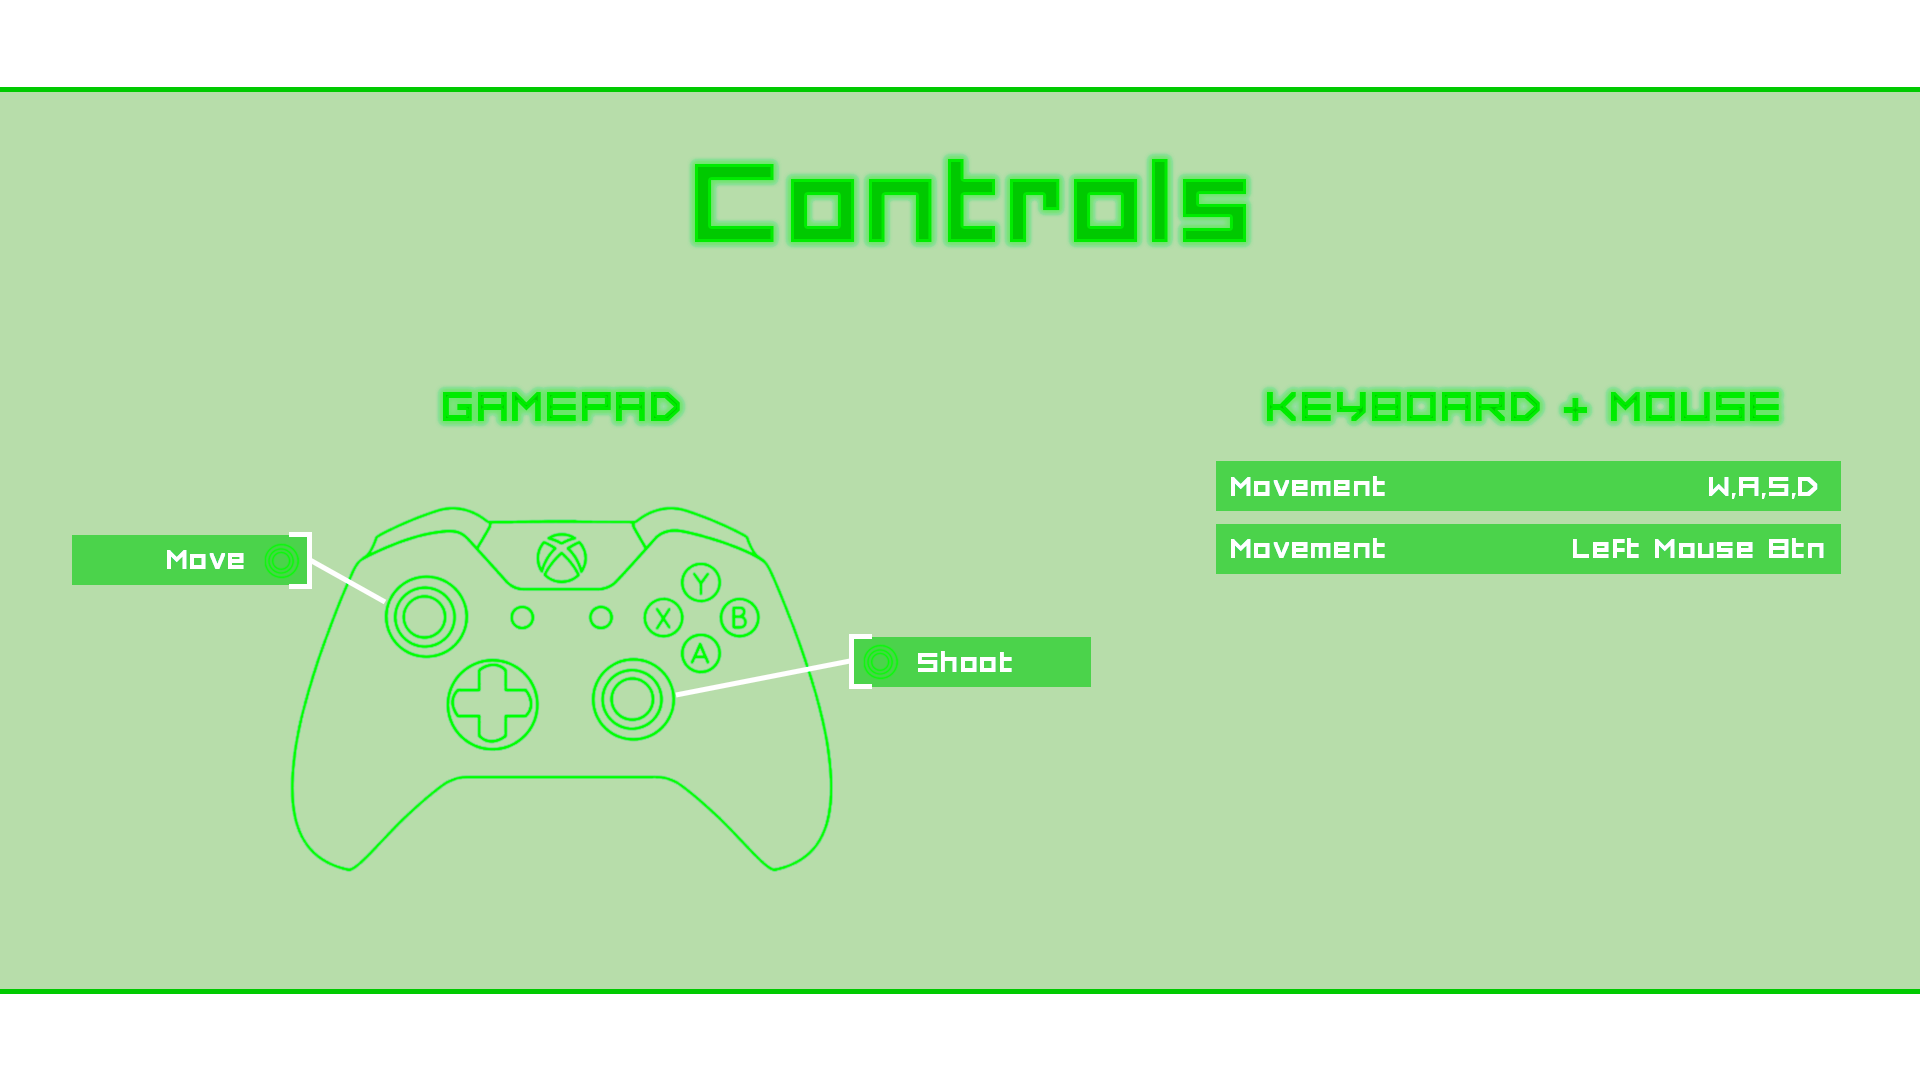 Controls
GAMEPAD
Move
Y
X
B
A
Shoot
KEYBOARD + MOUSE
Movement W,A,S,D
Movement Left Mouse Btn